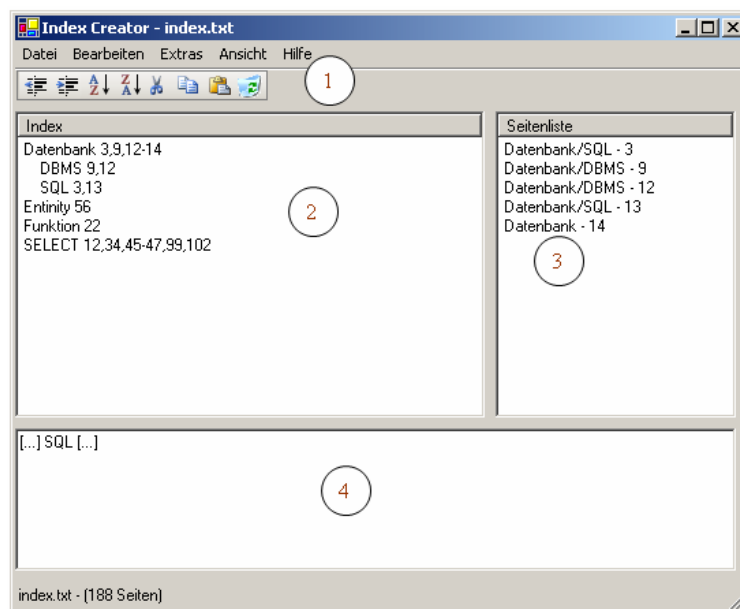 Index Creator - index.txt
Datei Bearbeiten Extras Ansicht Hilfe
1
A Z Z A
Index
Datenbank 3,9,12-14
DBMS 9,12
SQL 3,13
Entinity 56
Funktion 22
SELECT 12,34,45-47,99,102
2
Seitenliste
Datenbank/SQL - 3
Datenbank/DBMS - 9
Datenbank/DBMS - 12
Datenbank/SQL - 13
Datenbank - 14
3
[...] SQL [...]
4
index.txt - (188 Seiten)